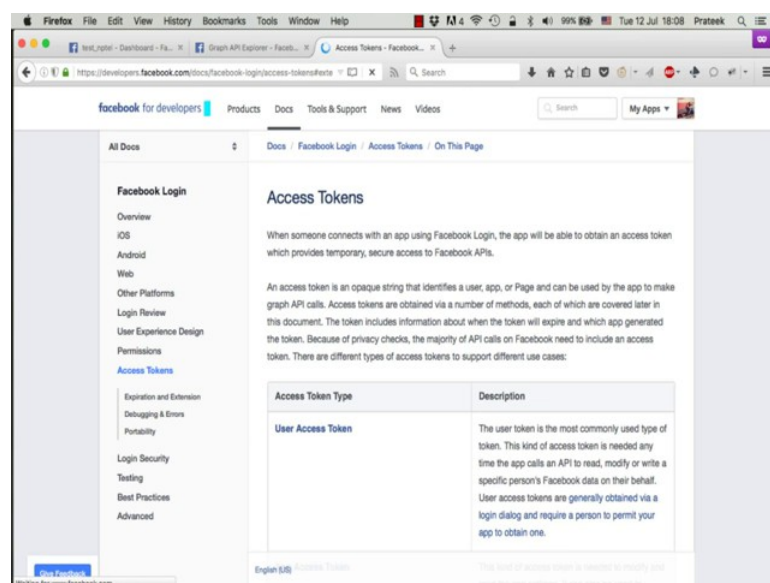 Firefox File Edit View History Bookmarks Tools Window Help 4 99% Tue 12 Jul 18:08 Prateek
test_nptel - Dashboard - Fa... Graph API Explorer - Faceb... Access Tokens - Facebook...
https://developers.facebook.com/docs/facebook-login/access-tokens#exte Search
facebook for developers Products Docs Tools & Support News Videos Search My Apps
All Docs
Docs / Facebook Login / Access Tokens / On This Page
Facebook Login
Overview
iOS
Android
Web
Other Platforms
Login Review
User Experience Design
Permissions
Access Tokens
Expiration and Extension
Debugging & Errors
Portability
Login Security
Testing
Best Practices
Advanced
Access Tokens
When someone connects with an app using Facebook Login, the app will be able to obtain an access token
which provides temporary, secure access to Facebook APIs.
An access token is an opaque string that identifies a user, app, or Page and can be used by the app to make
graph API calls. Access tokens are obtained via a number of methods, each of which are covered later in
this document. The token includes information about when the token will expire and which app generated
the token. Because of privacy checks, the majority of API calls on Facebook need to include an access
token. There are different types of access tokens to support different use cases:
Access Token Type Description
User Access Token
The user token is the most commonly used type of
token. This kind of access token is needed any
time the app calls an API to read, modify or write a
specific person's Facebook data on their behalf.
User access tokens are generally obtained via a
login dialog and require a person to permit your
app to obtain one.
Give Feedback
English (US)